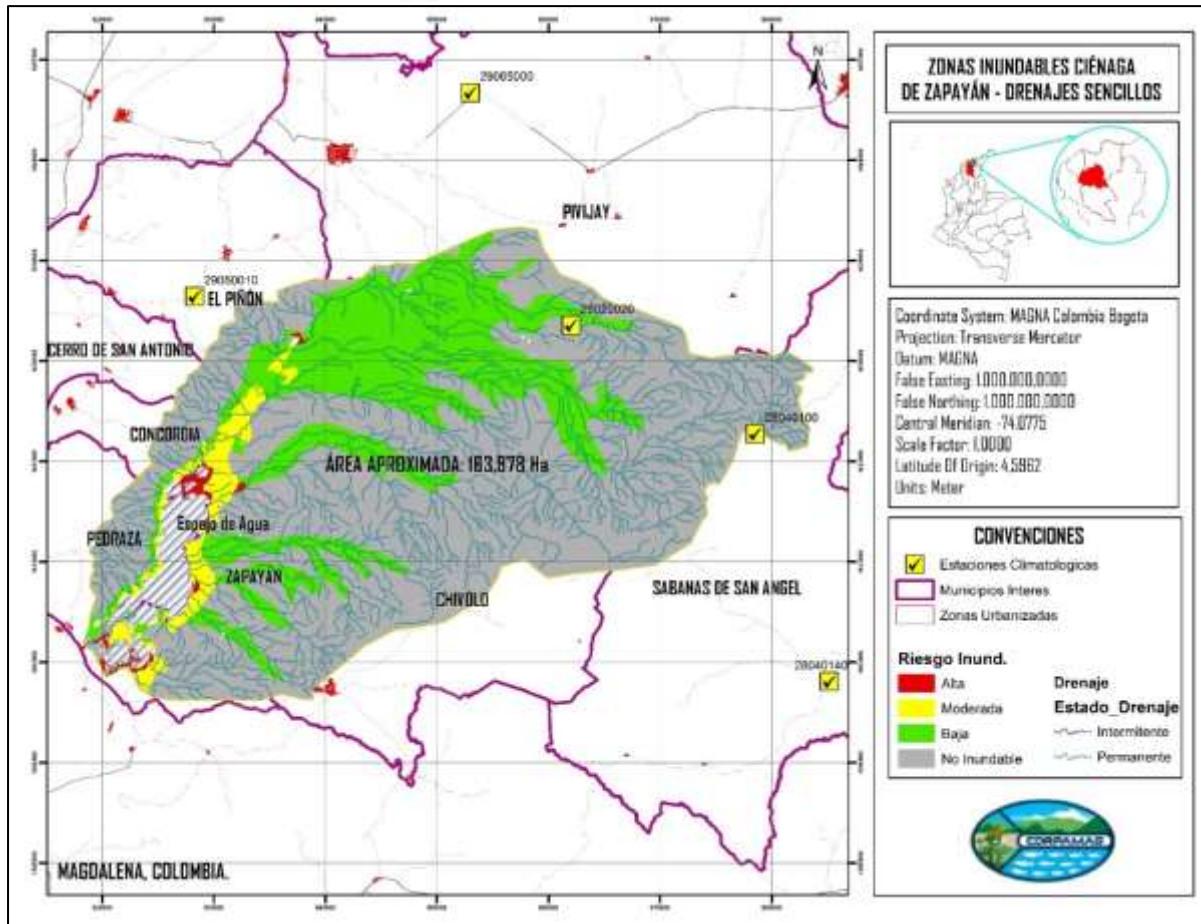 N
29065000
PIVIJAY
29050010
EL PIÑÓN
29020020
CERRO DE SAN ANTONIO
28040100
CONCORDIA
ÁREA APROXIMADA: 163,878 Ha
Espejo de Agua
PEDRAZA
ZAPAYÁN
SABANAS DE SAN ANGEL
CHIVOLO
28040140
MAGDALENA, COLOMBIA.
ZONAS INUNDABLES CIÉNAGA
DE ZAPAYÁN - DRENAJES SENCILLOS
Coordinate System: MAGNA Colombia Bogota
Projection: Transverse Mercator
Datum: MAGNA
False Easting: 1.000.000,0000
False Northing: 1.000.000,0000
Central Meridian: -74.0775
Scale Factor: 1.0000
Latitude Of Origin: 4.5962
Units: Meter
CONVENCIONES
Estaciones Climatologicas
Municipios Interes
Zonas Urbanizadas
Riesgo Inund.
Alta
Moderada
Baja
No Inundable
Drenaje
Estado_Drenaje
Intermitente
Permanente
CORPAMAG